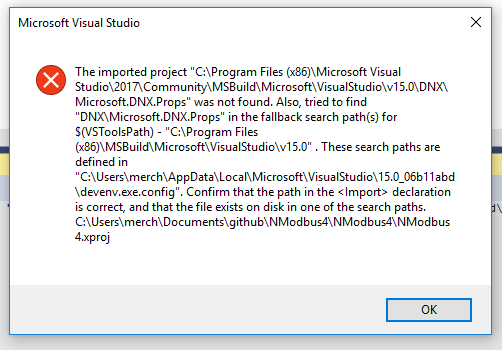 Microsoft Visual Studio
The imported project "C:\Program Files (x86)\Microsoft Visual
Studio\2017\Community\MSBuild\Microsoft\VisualStudio\v15.0\DNX\
Microsoft.DNX.Props" was not found. Also, tried to find
"DNX\Microsoft.DNX.Props" in the fallback search path(s) for
$(VSToolsPath) - "C:\Program Files
(x86)\MSBuild\Microsoft\VisualStudio\v15.0" . These search paths are
defined in
"C:\Users\merch\AppData\Local\Microsoft\VisualStudio\15.0_06b11abd
\devenv.exe.config". Confirm that the path in the <Import> declaration
is correct, and that the file exists on disk in one of the search paths.
C:\Users\merch\Documents\github\NModbus4\NModbus4\NModbus
4.xproj
OK